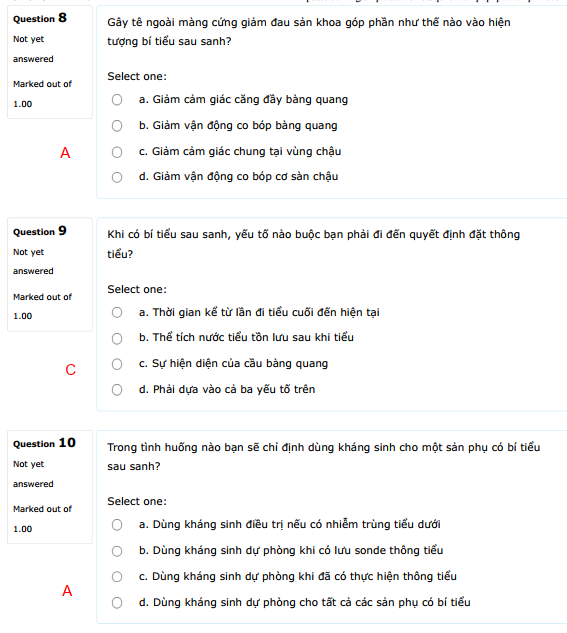 Question 8
Not yet
answered
Marked out of
1.00
A
Gây tê ngoài màng cứng giảm đau sản khoa góp phần như thế nào vào hiện
tượng bí tiểu sau sanh?
Select one:
a. Giảm cảm giác căng đầy bàng quang
b. Giảm vận động co bóp bàng quang
c. Giảm cảm giác chung tại vùng chậu
d. Giảm vận động co bóp cơ sàn chậu
Question 9
Not yet
answered
Marked out of
1.00
C
Khi có bí tiểu sau sanh, yếu tố nào buộc bạn phải đi đến quyết định đặt thông
tiểu?
Select one:
a. Thời gian kể từ lần đi tiểu cuối đến hiện tại
b. Thể tích nước tiểu tồn lưu sau khi tiểu
c. Sự hiện diện của cầu bàng quang
d. Phải dựa vào cả ba yếu tố trên
Question 10
Not yet
answered
Marked out of
1.00
A
Trong tình huống nào bạn sẽ chỉ định dùng kháng sinh cho một sản phụ có bí tiểu
sau sanh?
Select one:
a. Dùng kháng sinh điều trị nếu có nhiễm trùng tiểu dưới
b. Dùng kháng sinh dự phòng khi có lưu sonde thông tiểu
c. Dùng kháng sinh dự phòng khi đã có thực hiện thông tiểu
d. Dùng kháng sinh dự phòng cho tất cả các sản phụ có bí tiểu